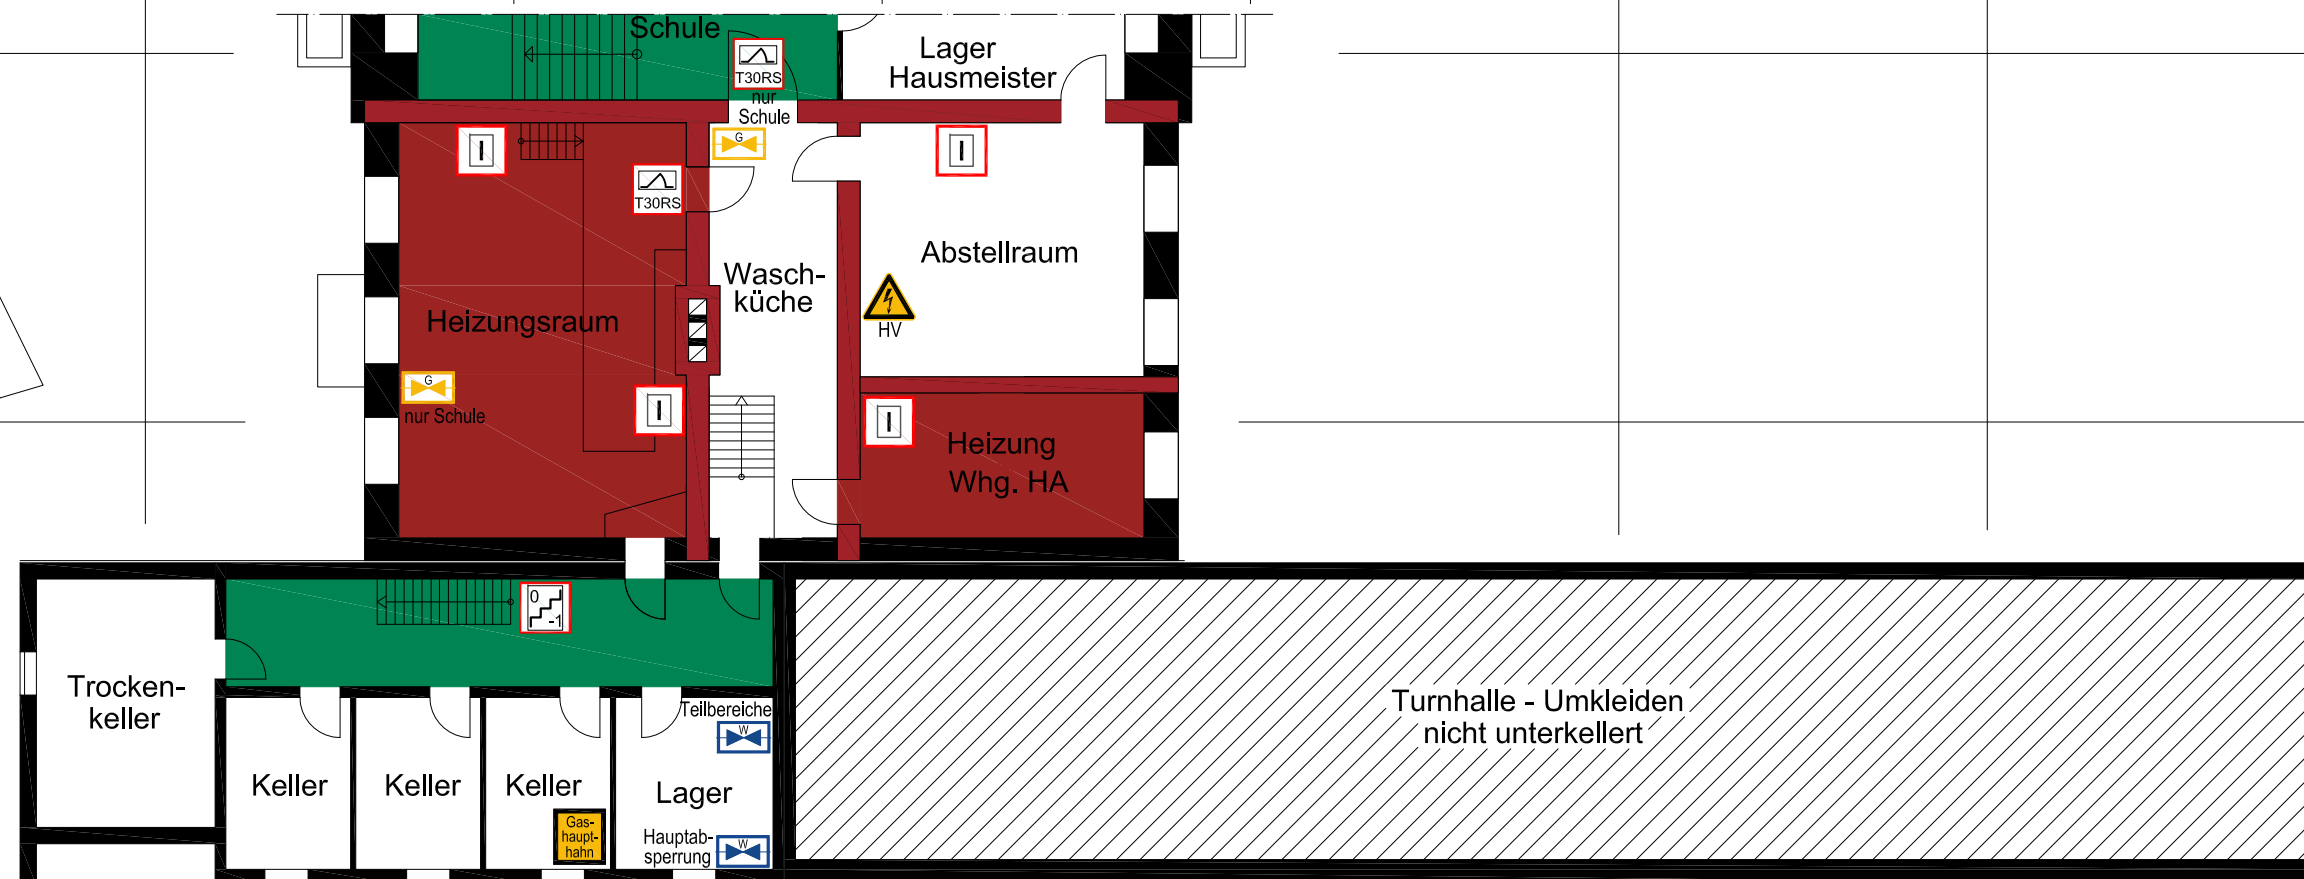 Schule
Lager
Hausmeister
T30RS
nur
Schule
G
I
I
T30RS
Abstellraum
Wasch-
küche
HV
Heizungsraum
G
nur Schule
I
I
Heizung
Whg. HA
0
-1
Trocken-
keller
Teilbereiche
W
Turnhalle - Umkleiden
nicht unterkellert
Keller
Keller
Keller
Lager
Gas-
haupt-
hahn
Hauptab-
sperrung
W